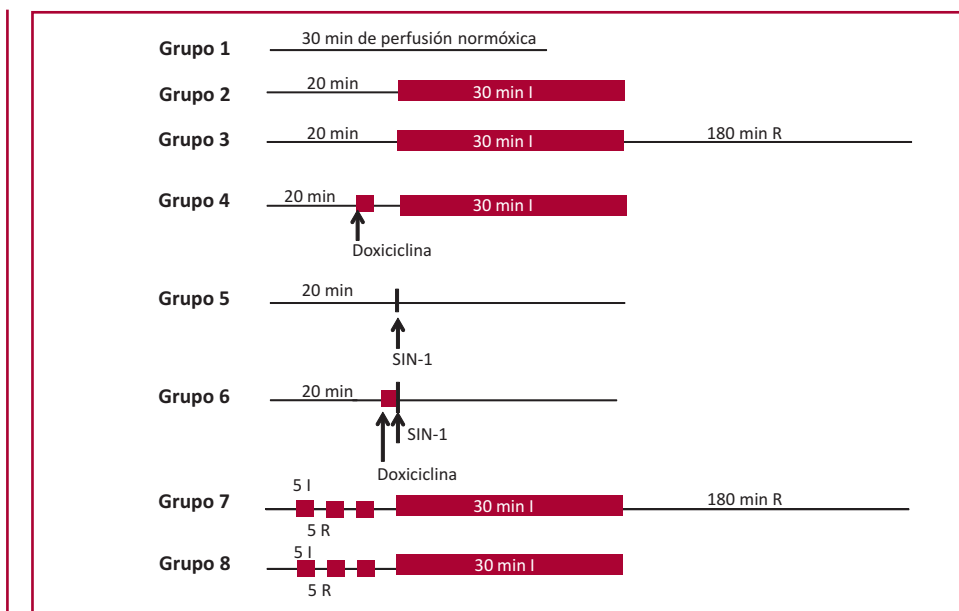 Grupo 1
30 min de perfusión normóxica
Grupo 2
20 min
30 min I
Grupo 3
20 min
30 min I
180 min R
Grupo 4
20 min
30 min I
Doxiciclina
Grupo 5
20 min
SIN-1
Grupo 6
20 min
SIN-1
Doxiciclina
Grupo 7
5 I
30 min I
180 min R
5 R
Grupo 8
5 I
30 min I
5 R